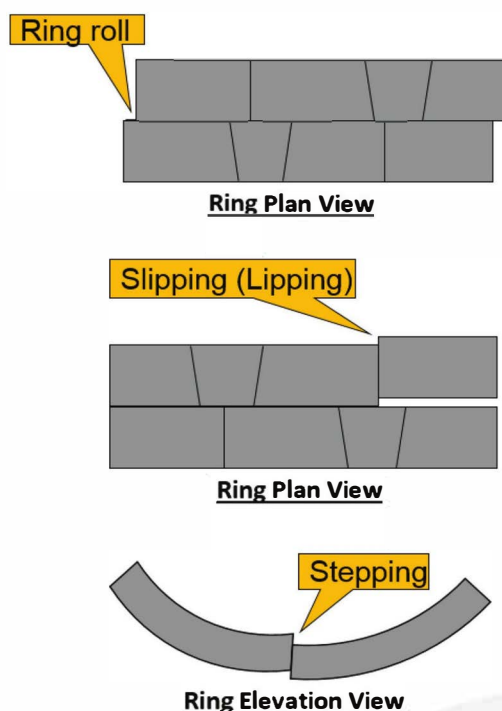 Ring roll
Ring Plan View
Slipping (Lipping)
Ring Plan View
Stepping
Ring Elevation View